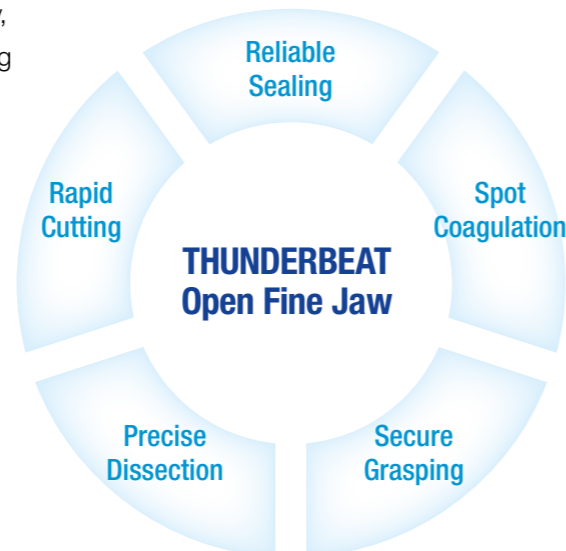 g
Reliable
Sealing
Spot
Coagulation
Secure
Grasping
Precise
Dissection
Rapid
Cutting
THUNDERBEAT
Open Fine Jaw